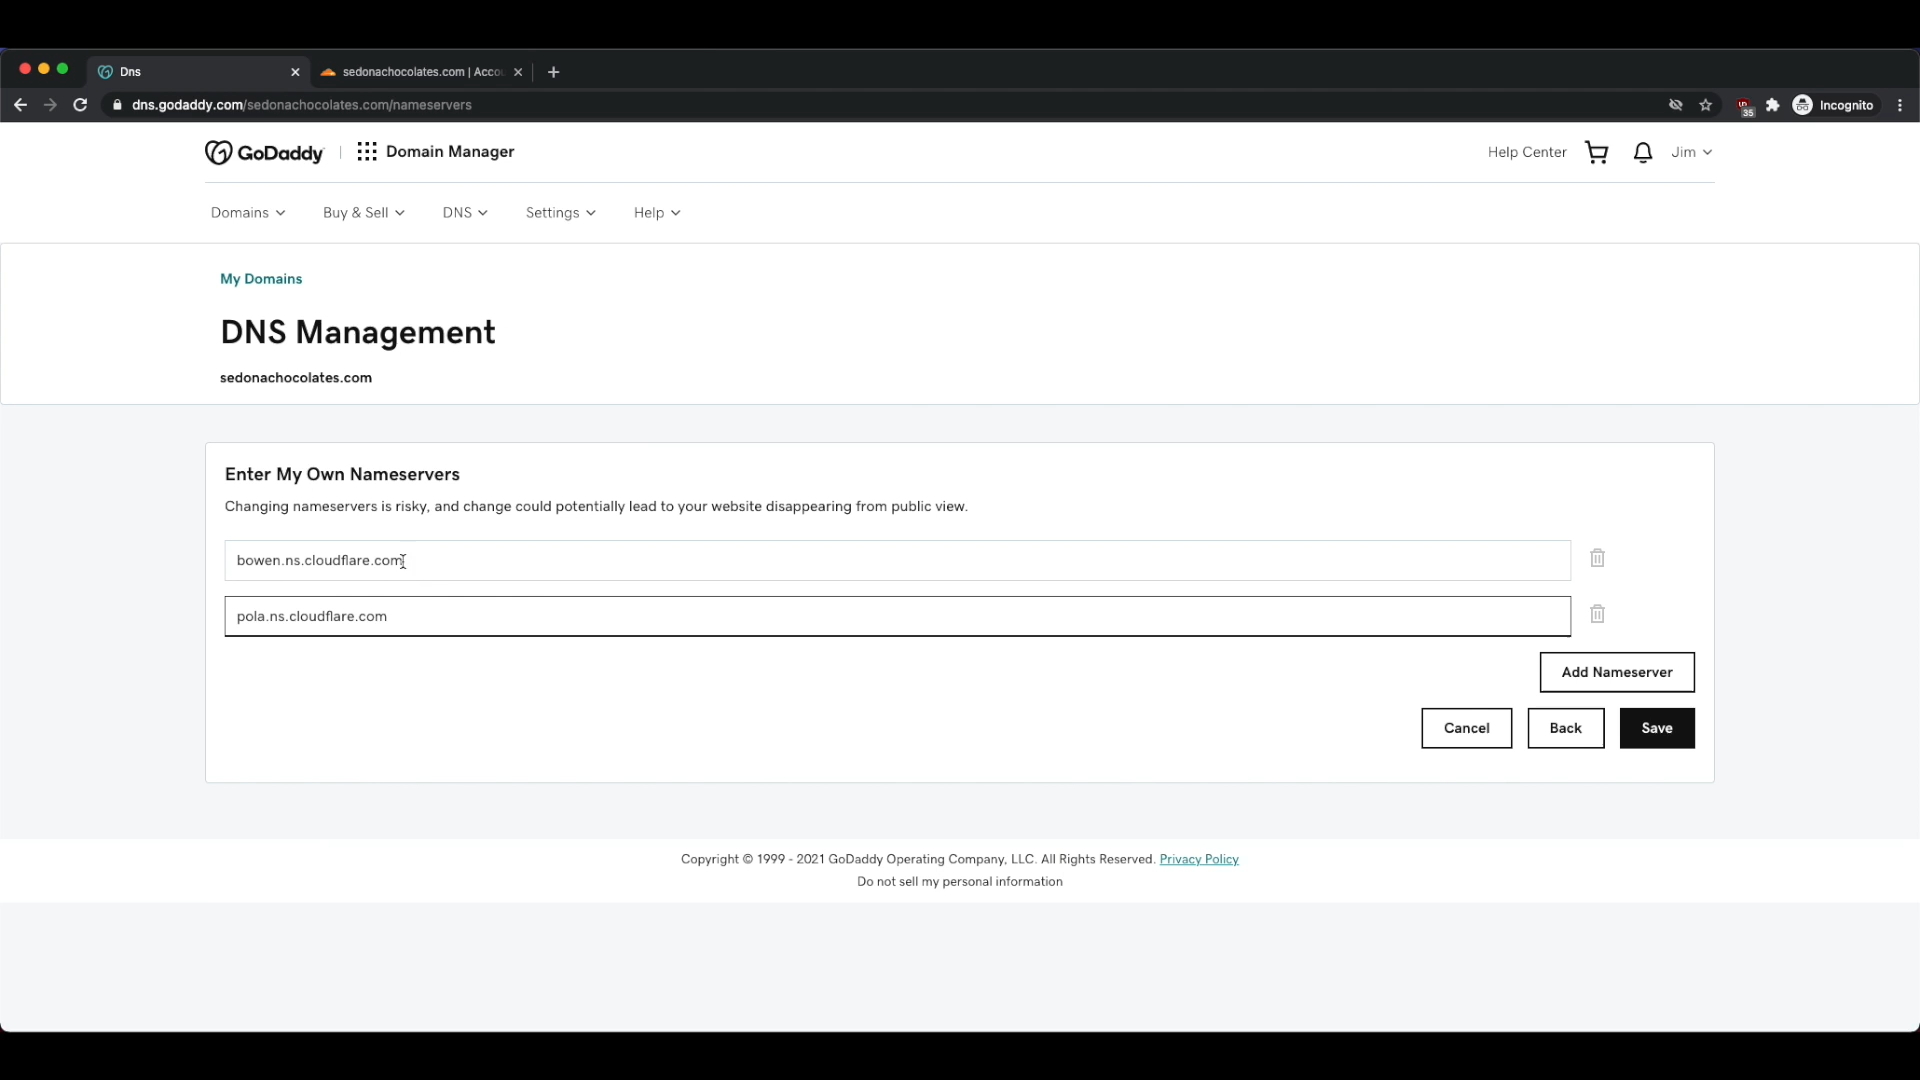 Dns
sedonachocolates.com | Acco
dns.godaddy.com/sedonachocolates.com/nameservers
35
Incognito
GoDaddy
Domain Manager
Help Center
Jim
Domains
Buy & Sell
DNS
Settings
Help
My Domains
DNS Management
sedonachocolates.com
Enter My Own Nameservers
Changing nameservers is risky, and change could potentially lead to your website disappearing from public view.
bowen.ns.cloudflare.com
pola.ns.cloudflare.com
Add Nameserver
Cancel
Back
Save
Copyright © 1999 - 2021 GoDaddy Operating Company, LLC. All Rights Reserved. Privacy Policy
Do not sell my personal information